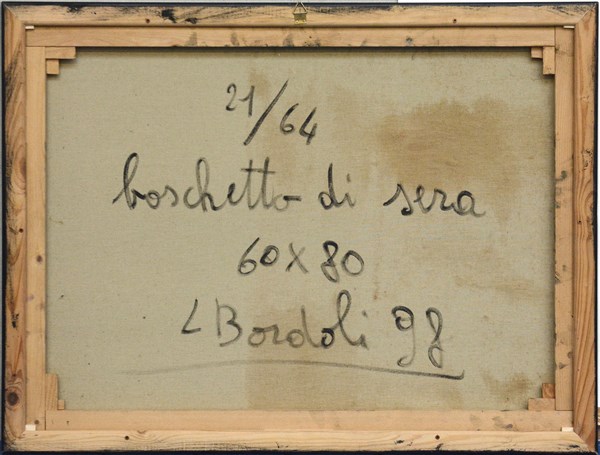 21/64
boschetto di sera
60x80
L Bordoli 98